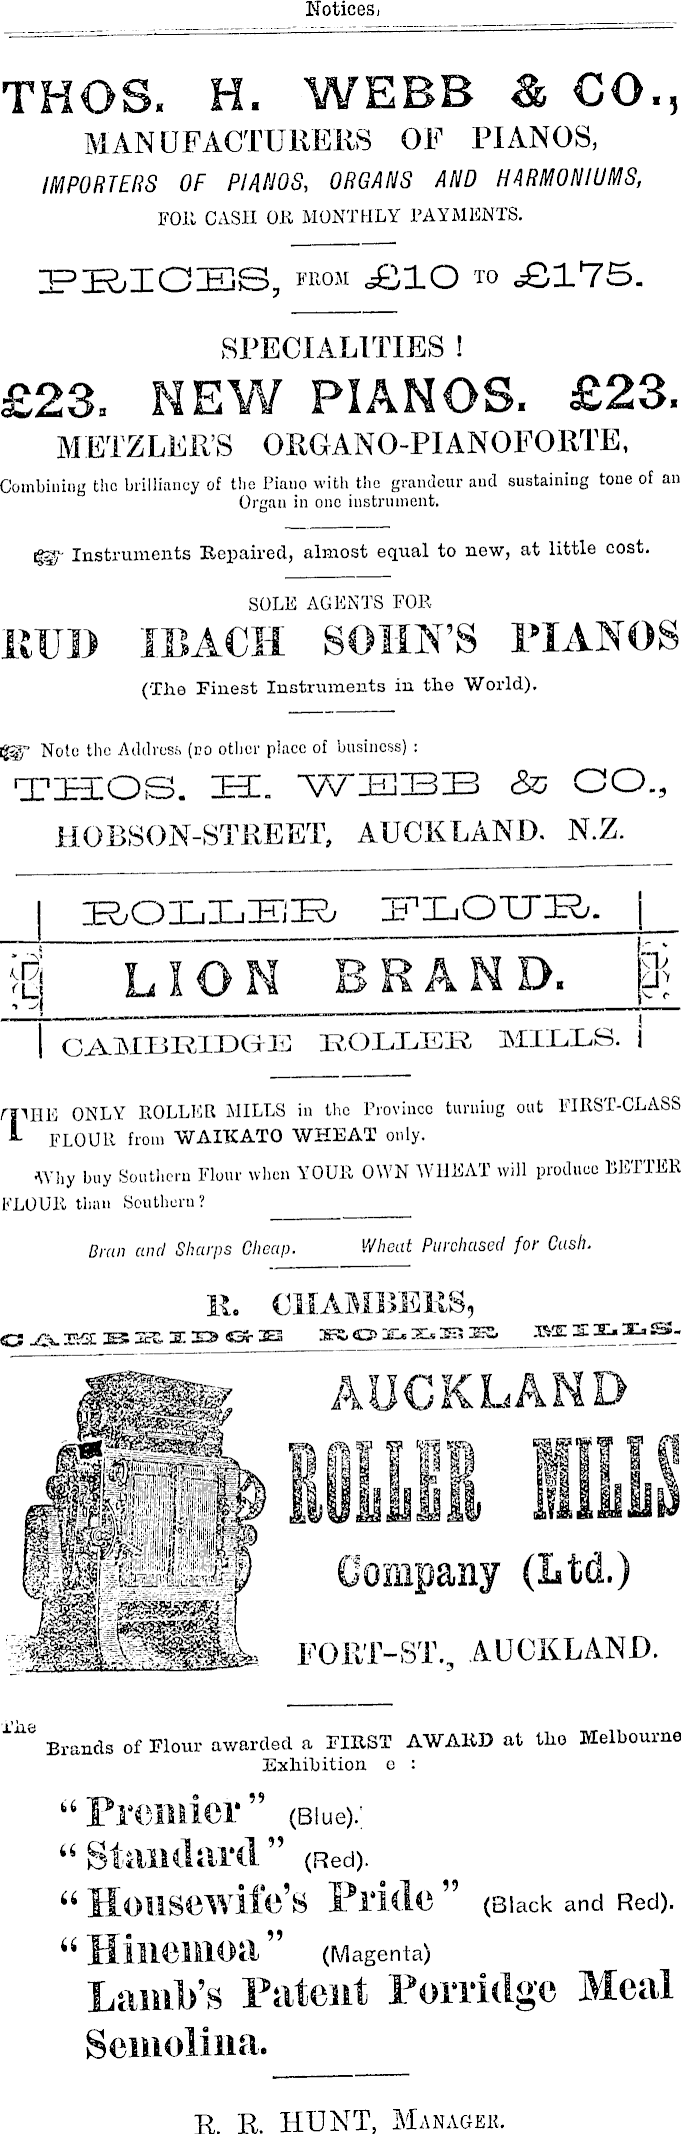 Notices,
THOS. H. WEBB & CO.,
MANUFACTURERS OF PIANOS,
IMPORTERS OF PIANOS, ORGANS AND HARMONIUMS,
FOR CASH OR MONTHLY PAYMENTS.
PRICES, FROM £10 TO £175.
SPECIALITIES !
£23. NEW PIANOS. £23.
METZLER'S ORGANO-PIANOFORTE,
Combining the brilliancy of the Piano with the grandeur and sustaining tone of an
Organ in one instrument.
☞ Instruments Repaired, almost equal to new, at little cost.
SOLE AGENTS FOR
RUD IBACH SOHN'S PIANOS
(The Finest Instruments in the World).
☞ Note the Address (no other place of business) :
THOS. H. WEBB & CO.,
HOBSON-STREET, AUCKLAND. N.Z.
ROLLER FLOUR.
LION BRAND.
CAMBRIDGE ROLLER MILLS.
THE ONLY ROLLER MILLS in the Province turning out FIRST-CLASS
FLOUR from WAIKATO WHEAT only.
Why buy Southern Flour when YOUR OWN WHEAT will produce BETTER
FLOUR than Southern?
Bran and Sharps Cheap. Wheat Purchased for Cash.
R. CHAMBERS,
CAMBRIDGE ROLLER MILLS.
AUCKLAND
ROLLER MILLS
Company (Ltd.)
FORT-ST., AUCKLAND.
The
Brands of Flour awarded a FIRST AWARD at the Melbourne
Exhibition e :
"Premier" (Blue).
"Standard" (Red).
"Housewife's Pride" (Black and Red).
"Hinemoa" (Magenta)
Lamb's Patent Porridge Meal
Semolina.
R. R. HUNT, MANAGER.